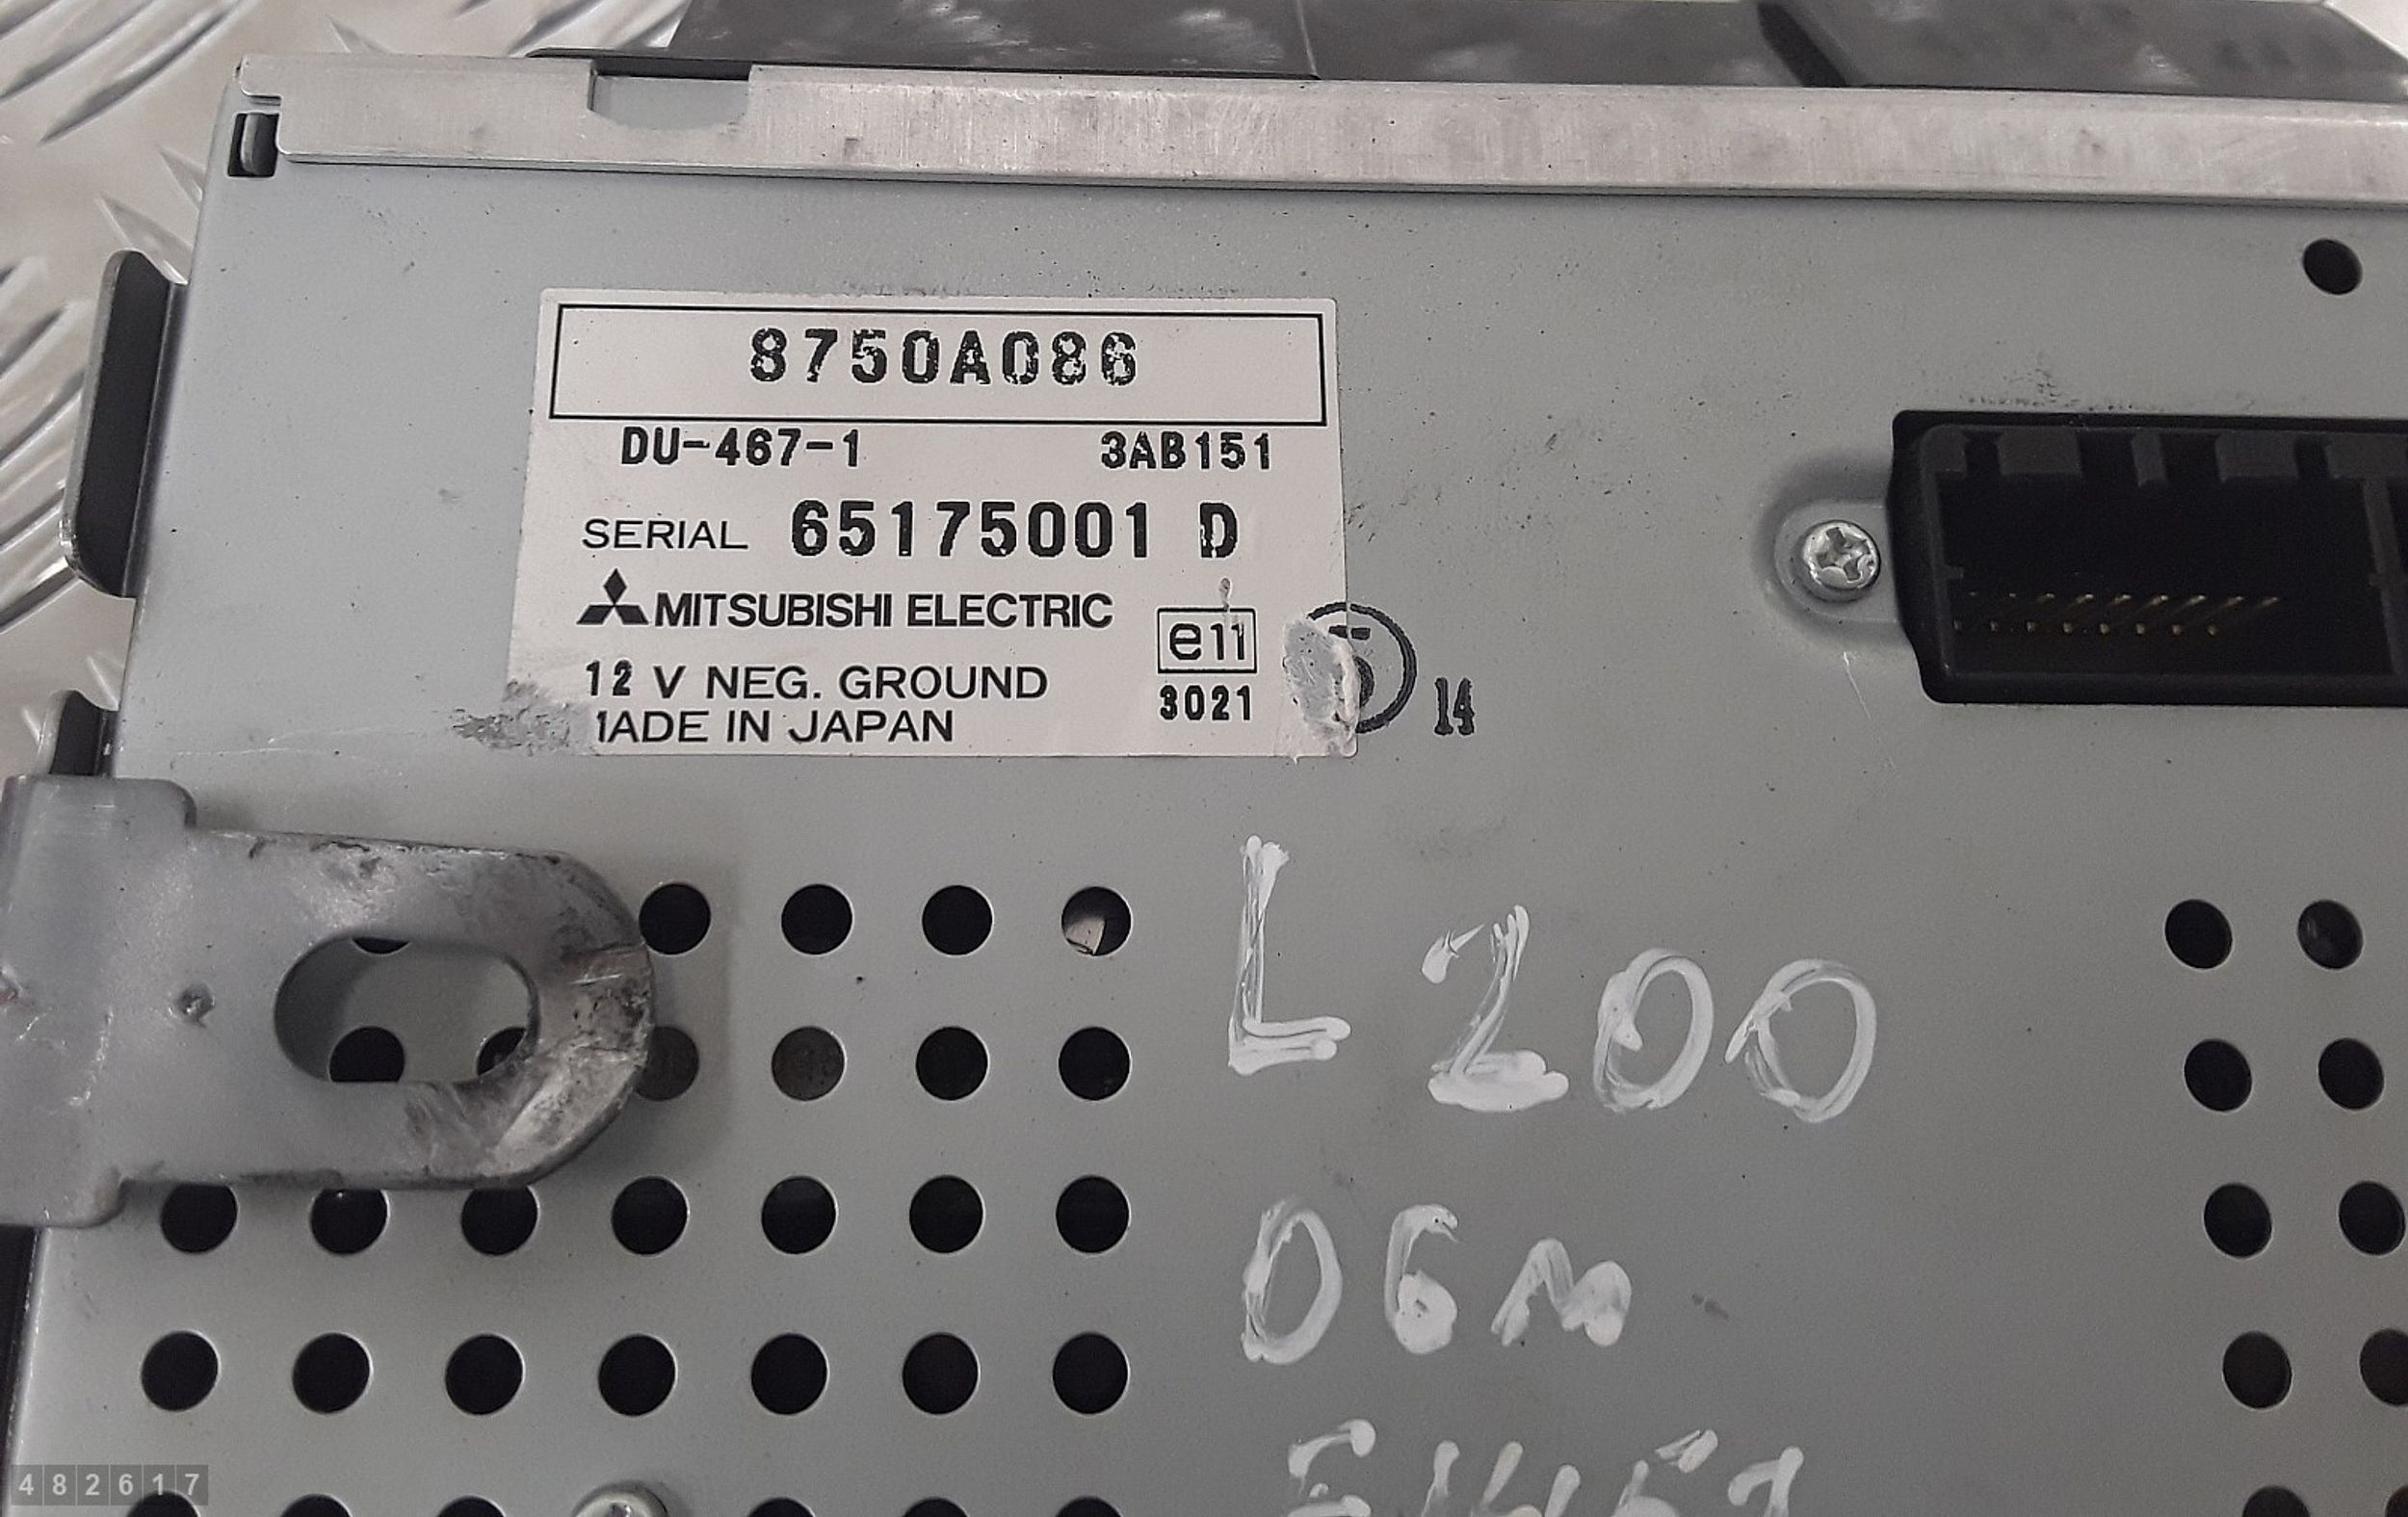 8750A086
DU-467-1 3AB151
SERIAL 65175001 D
MITSUBISHI ELECTRIC
e11
12 V NEG. GROUND
3021
14
ADE IN JAPAN
L200
06m
482617